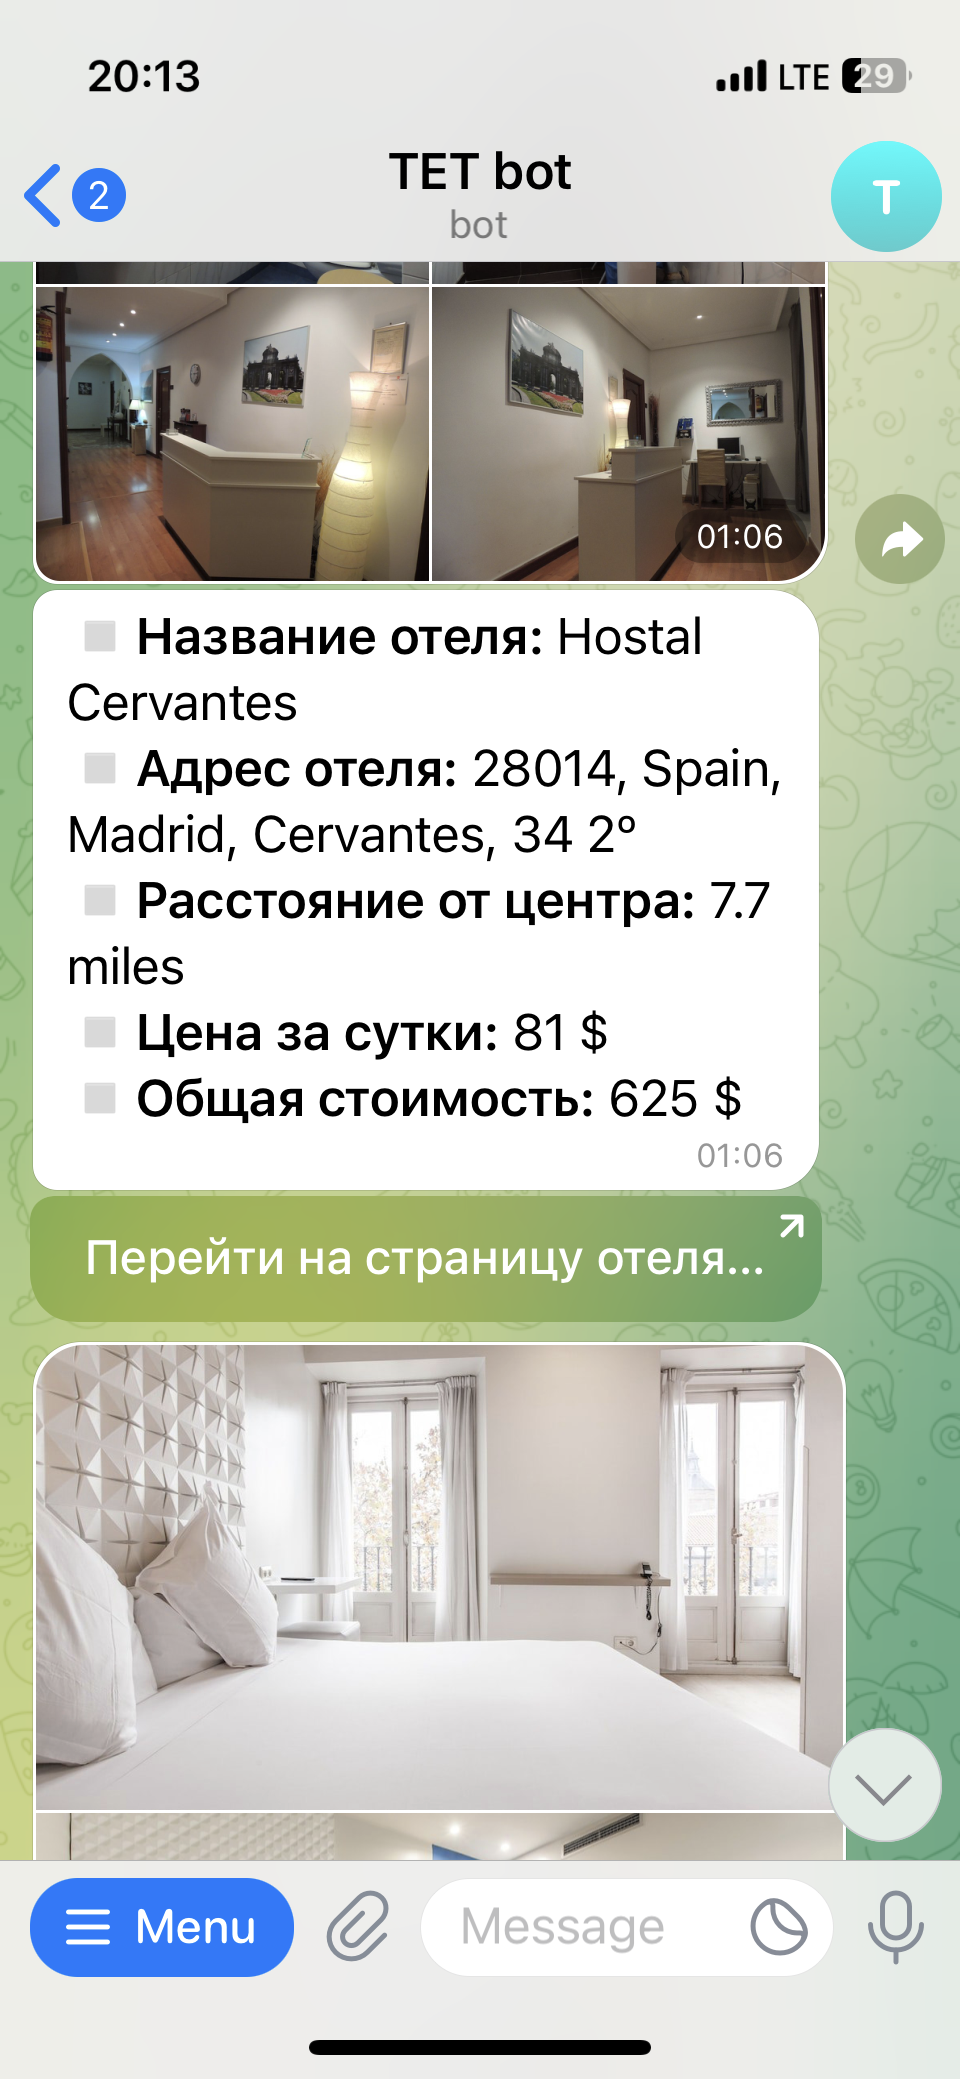 20:13
LTE 29
2
TET bot
bot
T
01:06
Название отеля: Hostal
Cervantes
Адрес отеля: 28014, Spain,
Madrid, Cervantes, 34 2º
Расстояние от центра: 7.7
miles
Цена за сутки: 81 $
Общая стоимость: 625 $
01:06
Перейти на страницу отеля...
Menu
Message